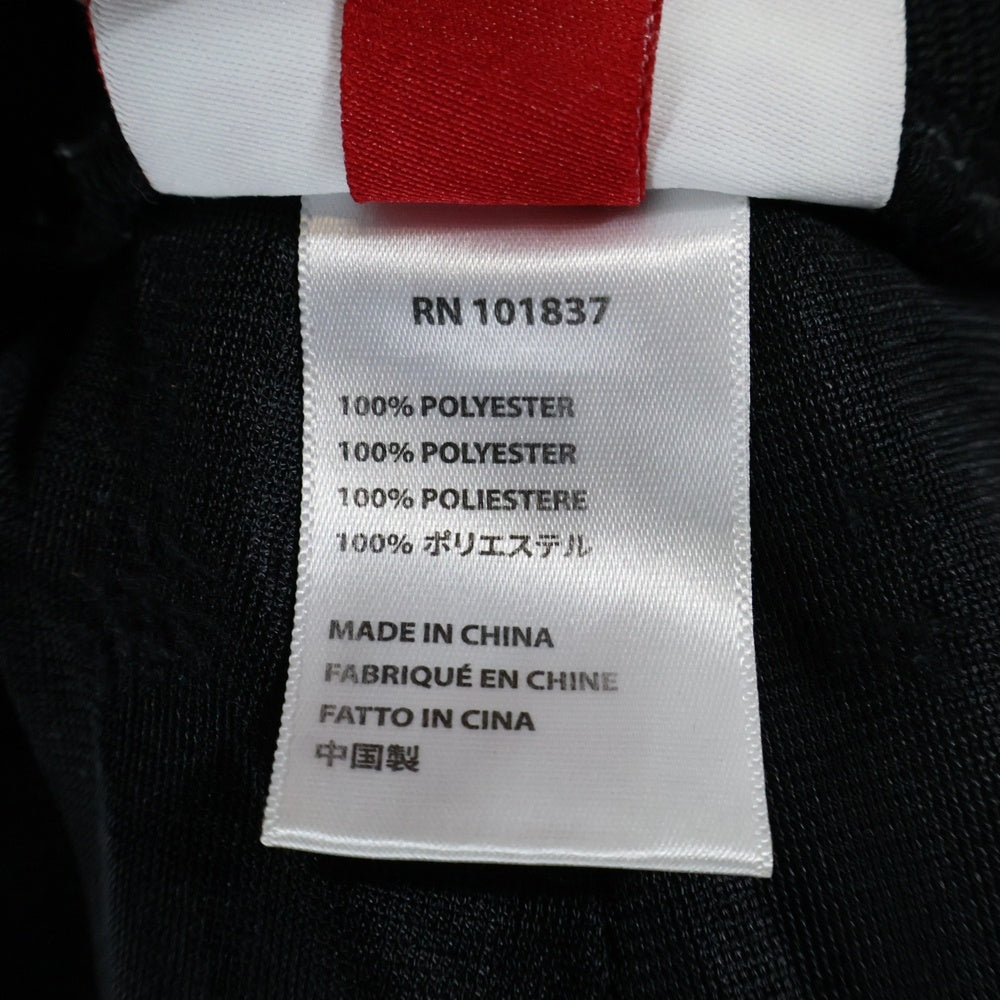 RN 101837
100% POLYESTER
100% POLYESTER
100% POLIESTERE
100% ポリエステル
MADE IN CHINA
FABRIQUÉ EN CHINE
FATTO IN CINA
中国製